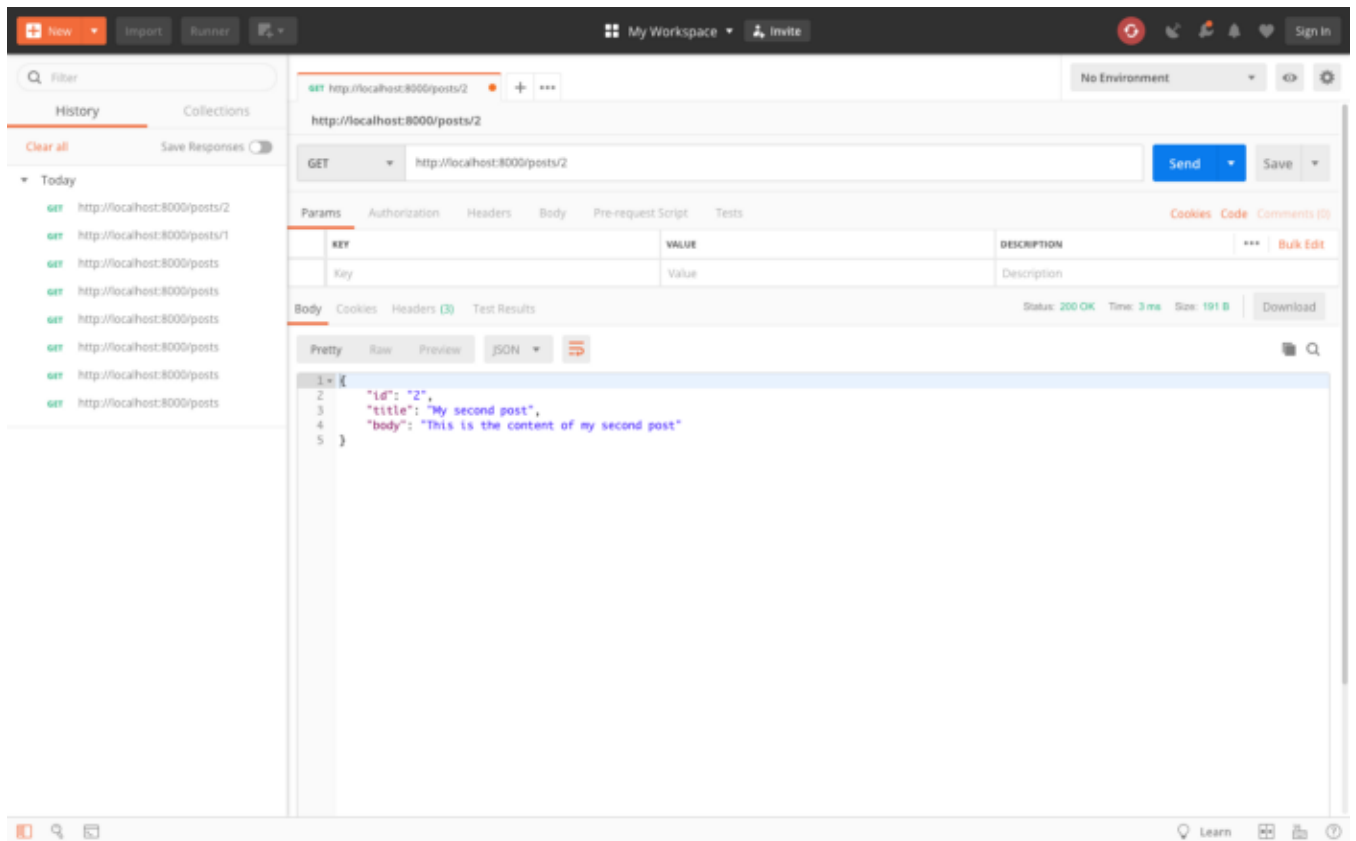 New Import Runner My Workspace Invite Sign In
Filter
History Collections
Clear all Save Responses
Today
GET http://localhost:8000/posts/2
GET http://localhost:8000/posts/1
GET http://localhost:8000/posts
GET http://localhost:8000/posts
GET http://localhost:8000/posts
GET http://localhost:8000/posts
GET http://localhost:8000/posts
GET http://localhost:8000/posts
GET http://localhost:8000/posts/2
No Environment
http://localhost:8000/posts/2
GET http://localhost:8000/posts/2 Send Save
Params Authorization Headers Body Pre-request Script Tests Cookies Code Comments (0)
KEY VALUE DESCRIPTION Bulk Edit
Key Value Description
Body Cookies Headers (3) Test Results Status: 200 OK Time: 3 ms Size: 191 B Download
Pretty Raw Preview JSON
1 {
2 "id": "2",
3 "title": "My second post",
4 "body": "This is the content of my second post"
5 }
Learn